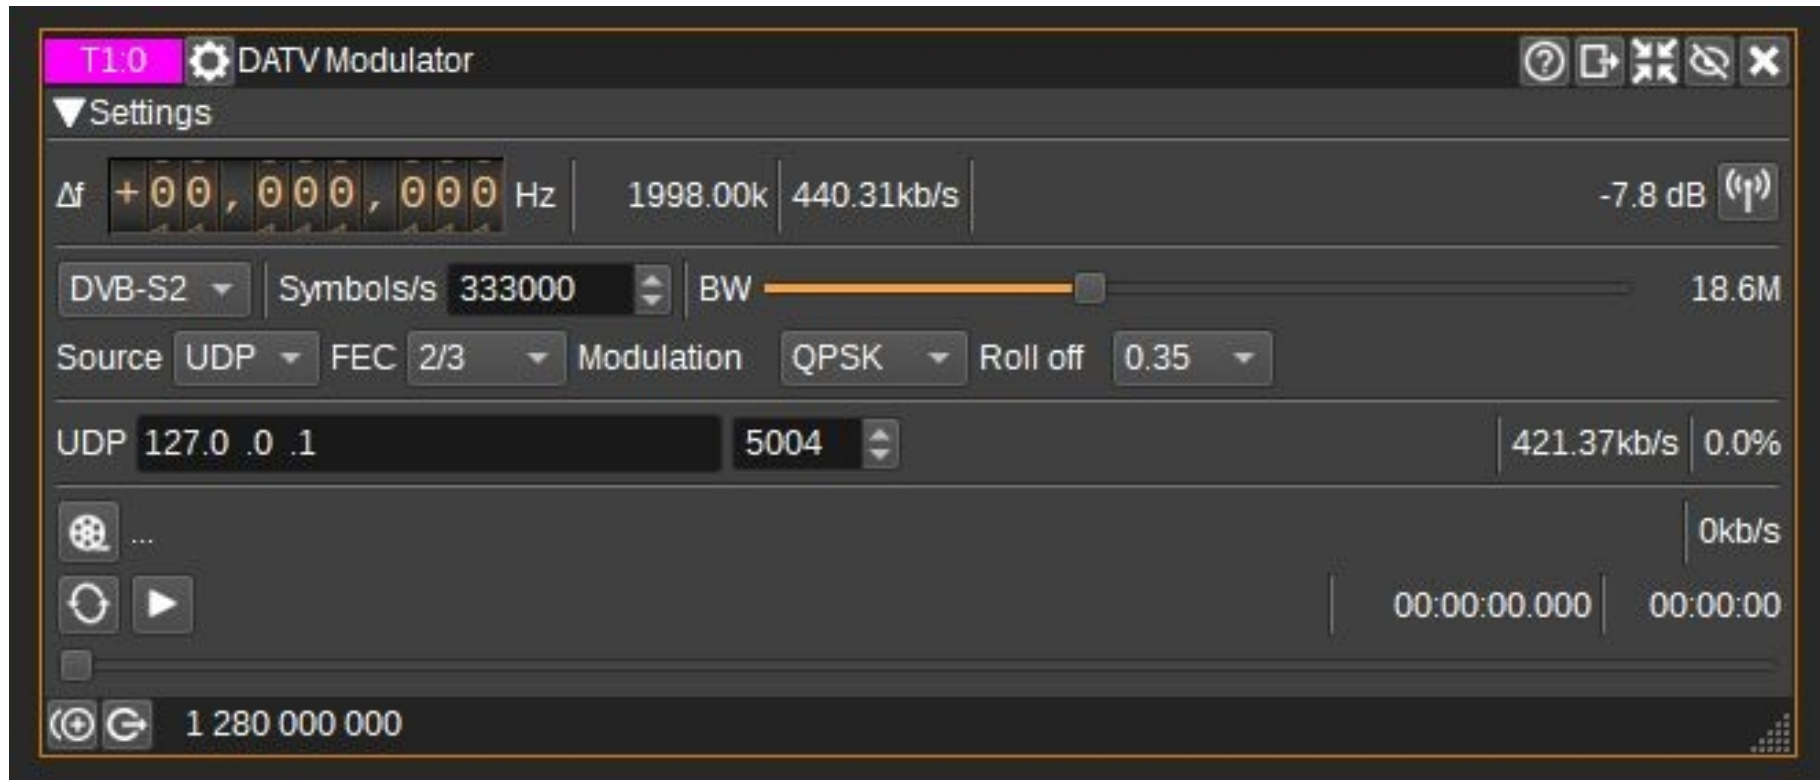 T1:0 DATV Modulator
Settings
Δf +00,000,000 Hz 1998.00k 440.31kb/s -7.8 dB
DVB-S2 Symbols/s 333000 BW 18.6M
Source UDP FEC 2/3 Modulation QPSK Roll off 0.35
UDP 127.0 .0 .1 5004 421.37kb/s 0.0%
... 0kb/s
00:00:00.000 00:00:00
1 280 000 000